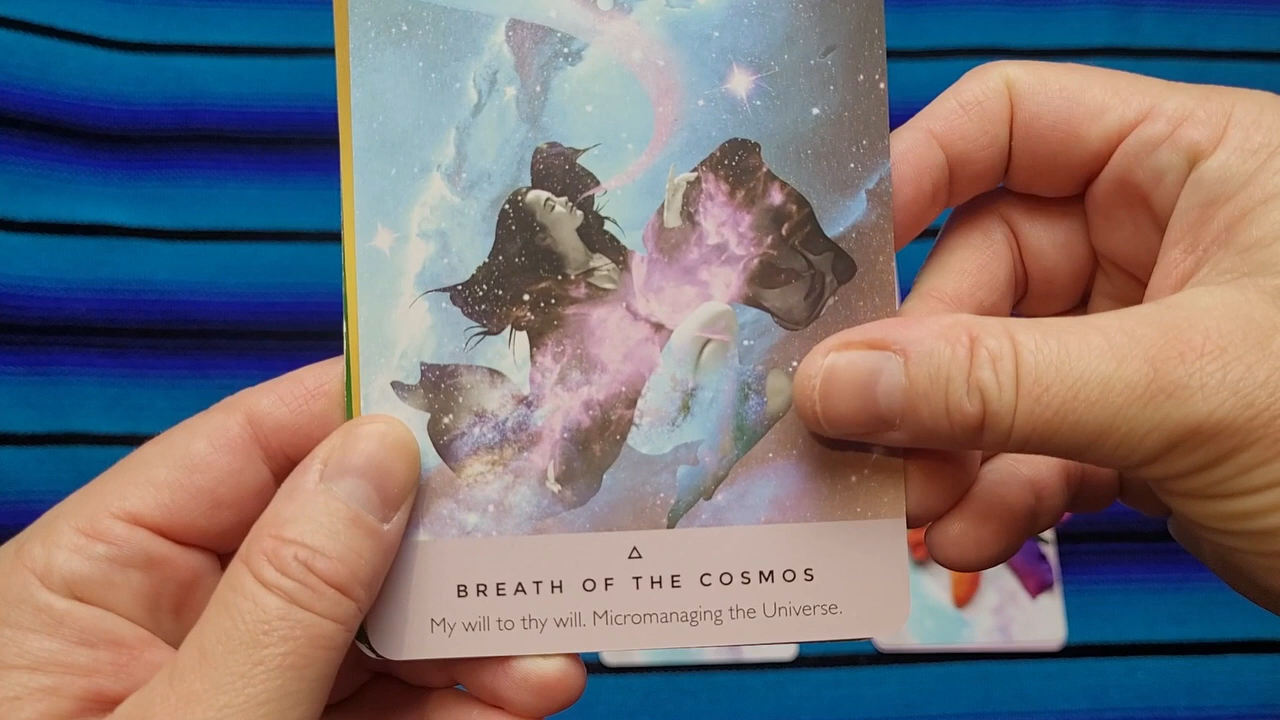 BREATH OF THE COSMOS
My will to thy will. Micromanaging the Universe.